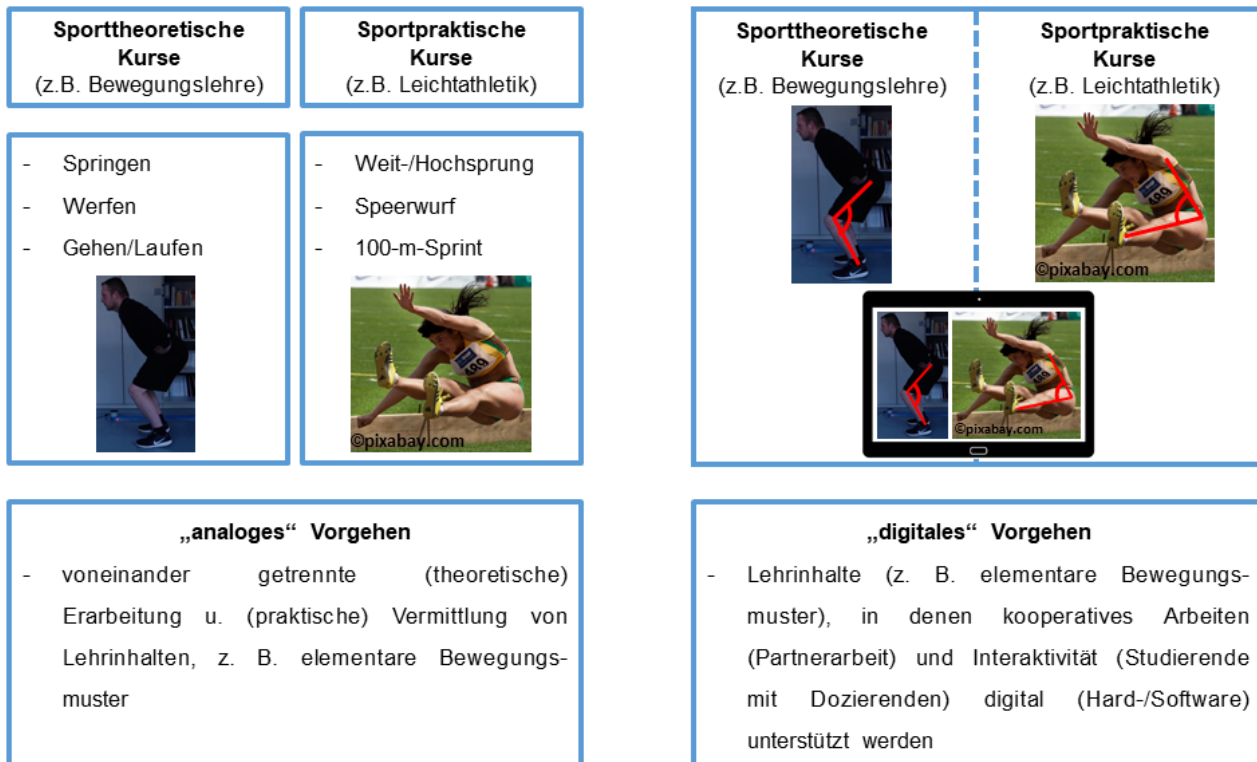 Sporttheoretische
Kurse
(z.B. Bewegungslehre)
Sportpraktische
Kurse
(z.B. Leichtathletik)
- Springen
- Werfen
- Gehen/Laufen
- Weit-/Hochsprung
- Speerwurf
- 100-m-Sprint
489
©pixabay.com
„analoges“ Vorgehen
- voneinander getrennte (theoretische)
Erarbeitung u. (praktische) Vermittlung von
Lehrinhalten, z. B. elementare Bewegungs-
muster
Sporttheoretische
Kurse
(z.B. Bewegungslehre)
Sportpraktische
Kurse
(z.B. Leichtathletik)
489
©pixabay.com
489
©pixabay.com
„digitales“ Vorgehen
- Lehrinhalte (z. B. elementare Bewegungs-
muster), in denen kooperatives Arbeiten
(Partnerarbeit) und Interaktivität (Studierende
mit Dozierenden) digital (Hard-/Software)
unterstützt werden